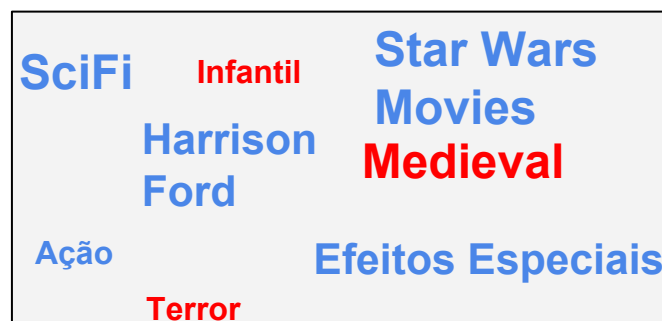 SciFi
Infantil
Star Wars
Movies
Harrison
Ford
Medieval
Ação
Efeitos Especiais
Terror